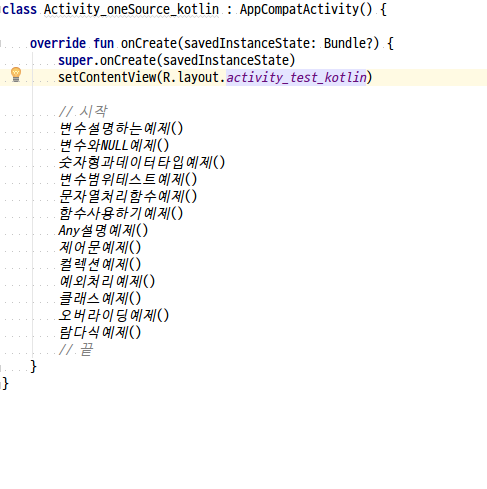 class Activity_oneSource_kotlin : AppCompatActivity() {
override fun onCreate(savedInstanceState: Bundle?) {
super.onCreate(savedInstanceState)
setContentView(R.layout.activity_test_kotlin)
// 시작
변수설명하는예제()
변수와NULL예제()
숫자형과데이터타입예제()
변수범위테스트예제()
문자열처리함수예제()
함수사용하기예제()
Any설명예제()
제어문예제()
컬렉션예제()
예외처리예제()
클래스예제()
오버라이딩예제()
람다식예제()
// 끝
}
}